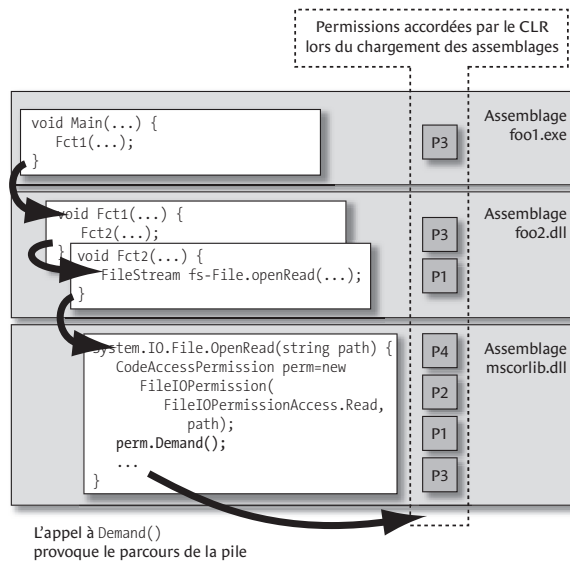 Permissions accordées par le CLR
lors du chargement des assemblages
Assemblage
foo1.exe
void Main(...) {
Fct1(...);
}
P3
Assemblage
foo2.dll
void Fct1(...) {
Fct2(...);
}
void Fct2(...) {
FileStream fs-File.openRead(...);
}
P3
P1
Assemblage
mscorlib.dll
System.IO.File.OpenRead(string path) {
CodeAccessPermission perm=new
FileIOPermission(
FileIOPermissionAccess.Read,
path);
perm.Demand();
...
}
P4
P2
P1
P3
L'appel à Demand()
provoque le parcours de la pile